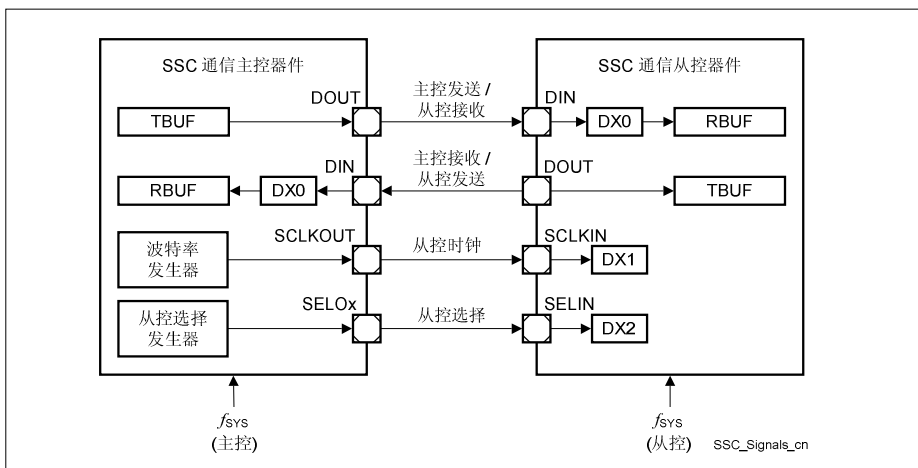 SSC 通信主控器件
SSC 通信从控器件
DOUT
主控发送 /
从控接收
DIN
TBUF
DX0
RBUF
DIN
主控接收 /
从控发送
DOUT
RBUF
DX0
TBUF
SCLKOUT
从控时钟
SCLKIN
波特率
发生器
DX1
SELOx
从控选择
SELIN
从控选择
发生器
DX2
fSYS
(主控)
fSYS
(从控)
SSC_Signals_cn